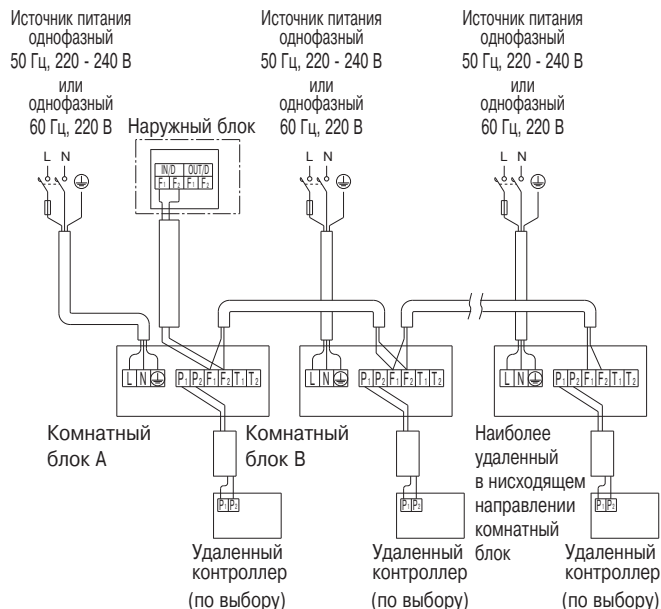 Источник питания
однофазный
50 Гц, 220 - 240 В
или
однофазный
60 Гц, 220 В
Источник питания
однофазный
50 Гц, 220 - 240 В
или
однофазный
60 Гц, 220 В
Источник питания
однофазный
50 Гц, 220 - 240 В
или
однофазный
60 Гц, 220 В
Наружный блок
L N
IN/D OUT/D
F1 F2 F1 F2
L N
L N
L N
P1 P2 F1 F2 T1 T2
L N
P1 P2 F1 F2 T1 T2
L N
P1 P2 F1 F2 T1 T2
Комнатный
блок A
Комнатный
блок B
Наиболее
удаленный
в нисходящем
направлении
комнатный
блок
P1 P2
P1 P2
P1 P2
Удаленный
контроллер
(по выбору)
Удаленный
контроллер
(по выбору)
Удаленный
контроллер
(по выбору)